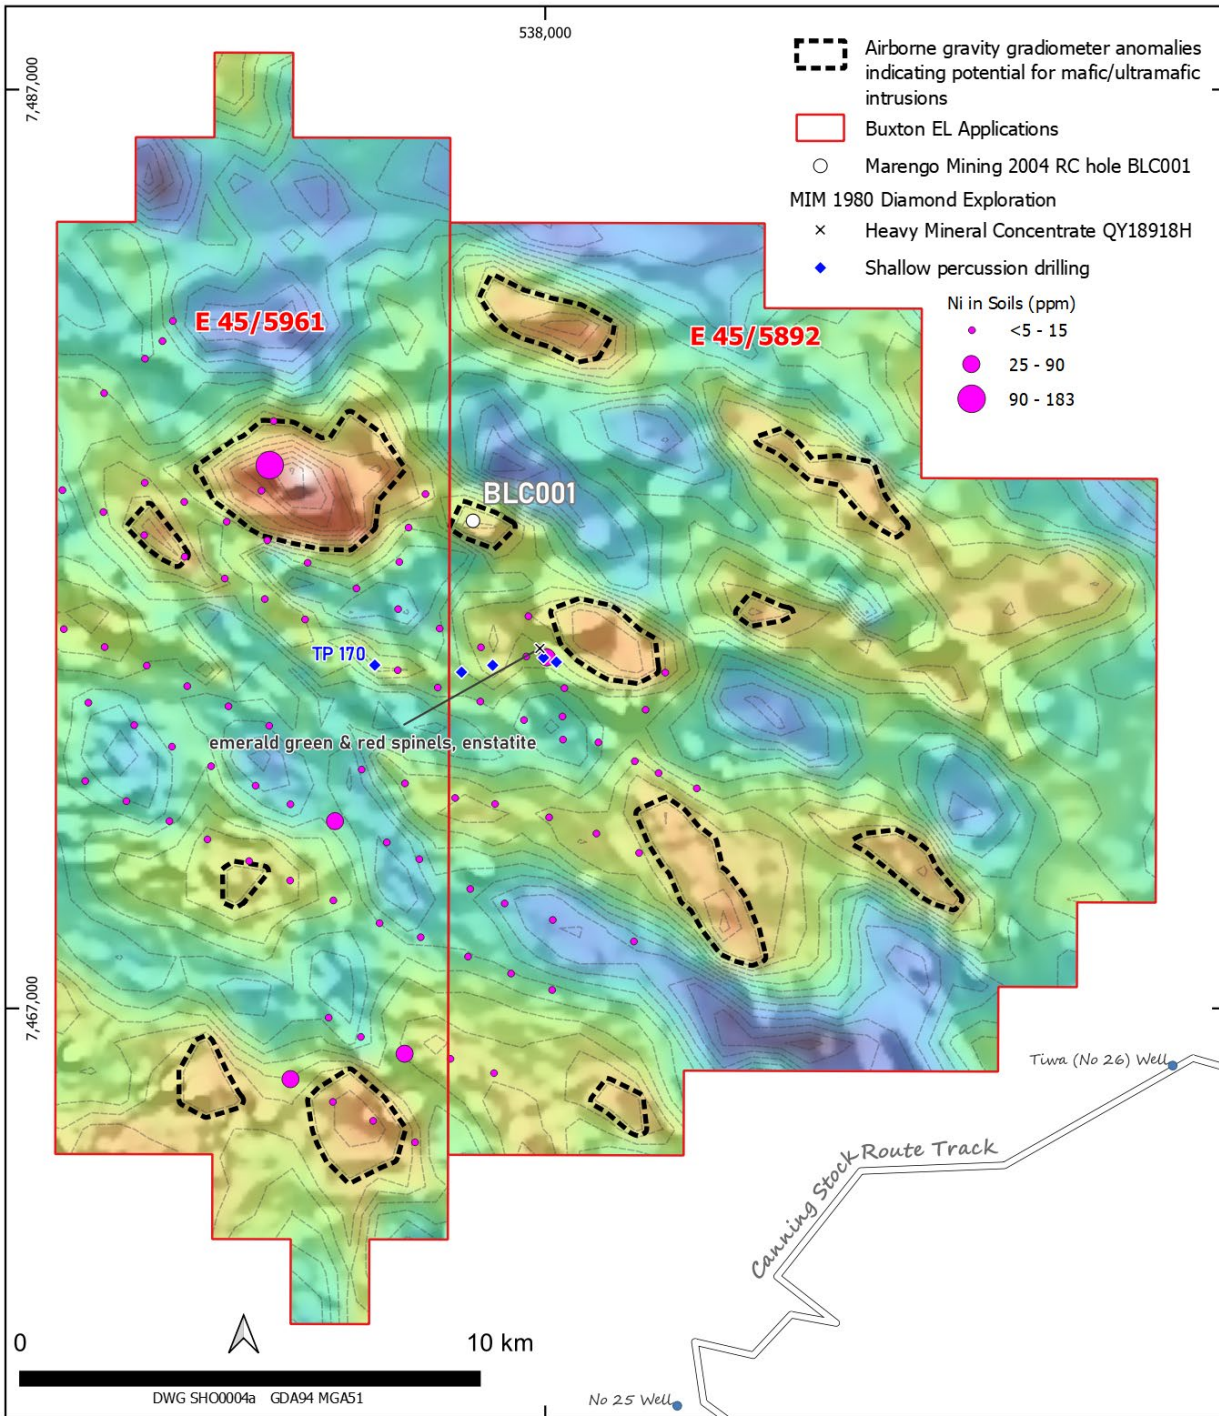 538,000
7,487,000
Airborne gravity gradiometer anomalies
indicating potential for mafic/ultramafic
intrusions
Buxton EL Applications
Marengo Mining 2004 RC hole BLC001
MIM 1980 Diamond Exploration
Heavy Mineral Concentrate QY18918H
Shallow percussion drilling
Ni in Soils (ppm)
<5 - 15
25 - 90
90 - 183
E 45/5961
E 45/5892
BLC001
TP 170
emerald green & red spinels, enstatite
7,467,000
Tiwa (No 26) Well
Canning Stock Route Track
No 25 Well
0 10 km
DWG SHO0004a GDA94 MGA51